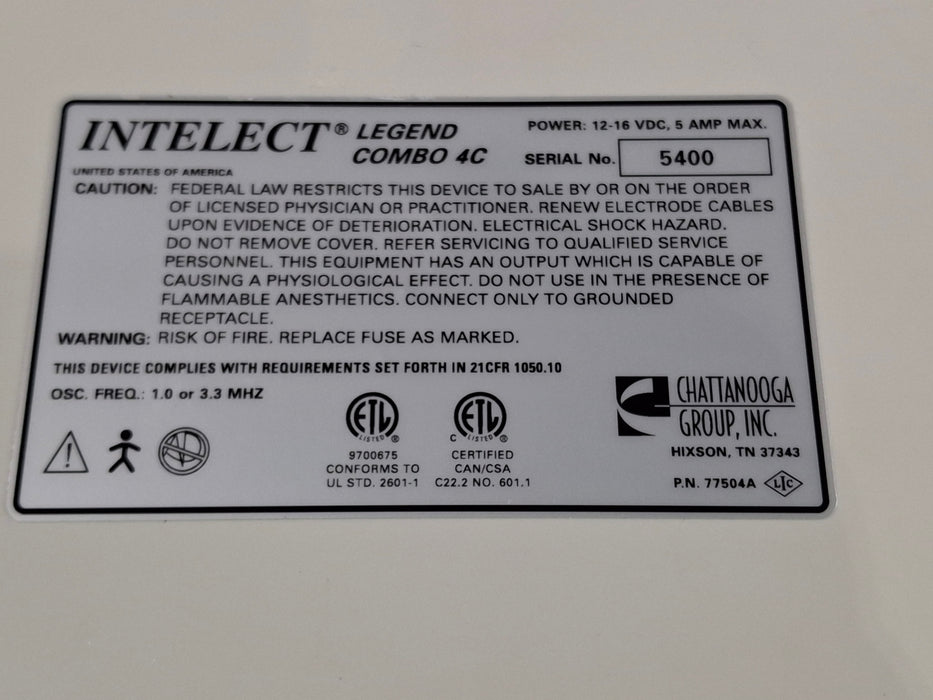 INTELECT® LEGEND
COMBO 4C
POWER: 12-16 VDC, 5 AMP MAX.
SERIAL No. 5400
UNITED STATES OF AMERICA
CAUTION: FEDERAL LAW RESTRICTS THIS DEVICE TO SALE BY OR ON THE ORDER
OF LICENSED PHYSICIAN OR PRACTITIONER. RENEW ELECTRODE CABLES
UPON EVIDENCE OF DETERIORATION. ELECTRICAL SHOCK HAZARD.
DO NOT REMOVE COVER. REFER SERVICING TO QUALIFIED SERVICE
PERSONNEL. THIS EQUIPMENT HAS AN OUTPUT WHICH IS CAPABLE OF
CAUSING A PHYSIOLOGICAL EFFECT. DO NOT USE IN THE PRESENCE OF
FLAMMABLE ANESTHETICS. CONNECT ONLY TO GROUNDED
RECEPTACLE.
WARNING: RISK OF FIRE. REPLACE FUSE AS MARKED.
THIS DEVICE COMPLIES WITH REQUIREMENTS SET FORTH IN 21CFR 1050.10
OSC. FREQ.: 1.0 or 3.3 MHZ
ETL
LISTED®
9700675
CONFORMS TO
UL STD. 2601-1
ETL
C LISTED®
CERTIFIED
CAN/CSA
C22.2 NO. 601.1
CHATTANOOGA
GROUP, INC.
HIXSON, TN 37343
P.N. 77504A LIC